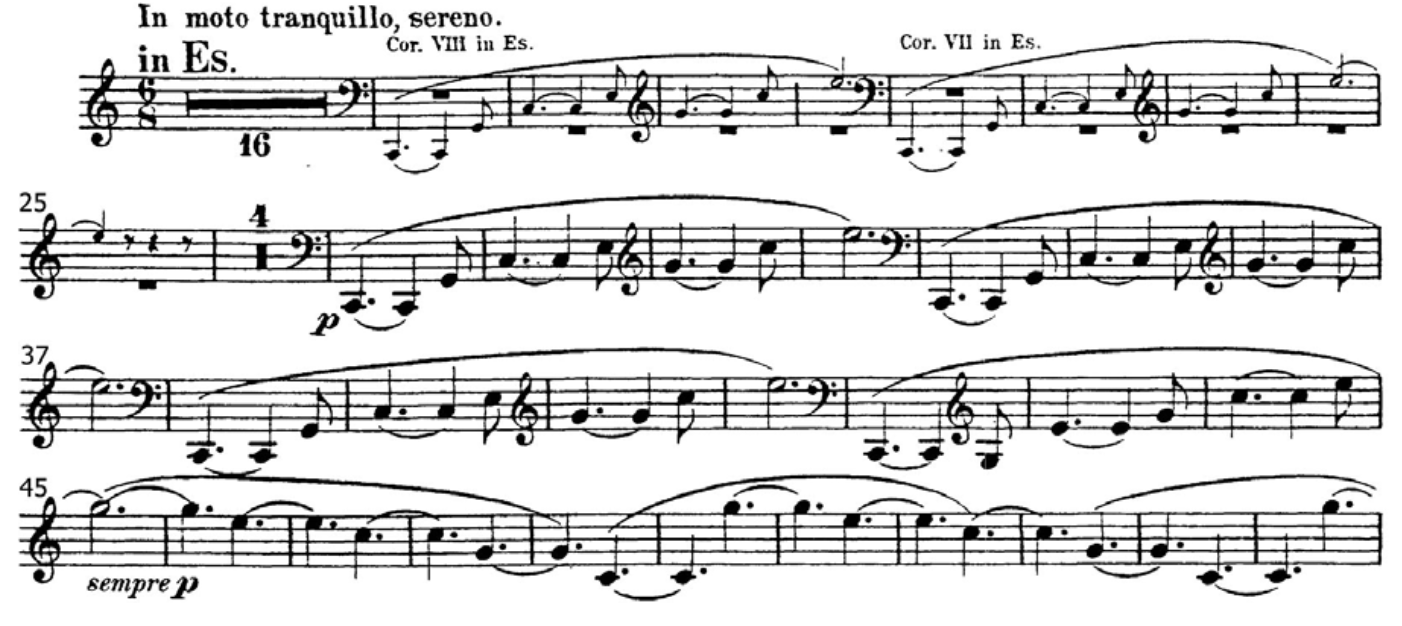 In moto tranquillo, sereno.
in Es.
Cor. VIII in Es.
Cor. VII in Es.
6
8
16
25
4
p
37
45
sempre p